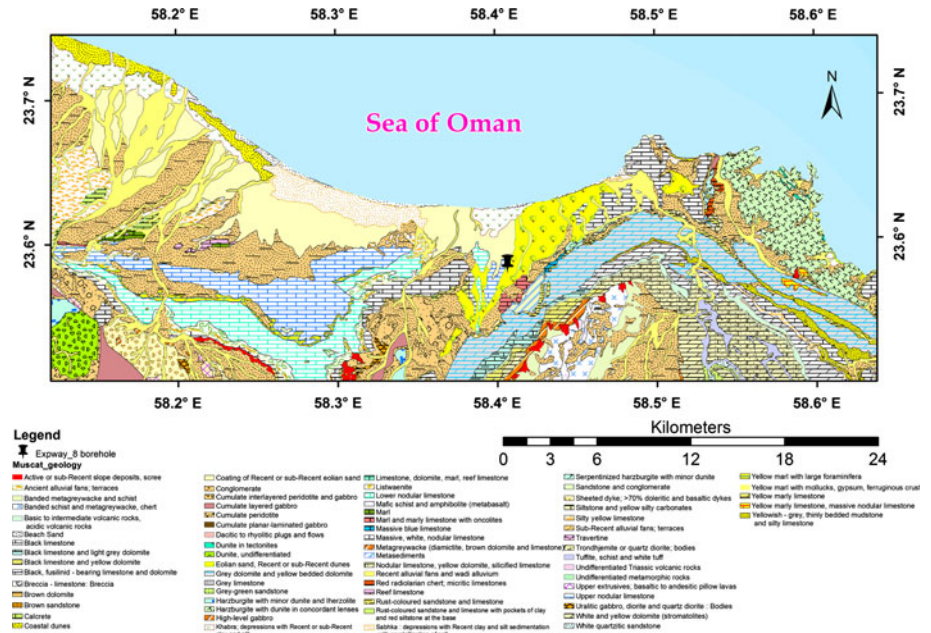 58.2° E 58.3° E 58.4° E 58.5° E 58.6° E
23.7° N 23.7° N
N
Sea of Oman
23.6° N 23.6° N
58.2° E 58.3° E 58.4° E 58.5° E 58.6° E
Kilometers
0 3 6 12 18 24
Legend
Expway_8 borehole
Muscat_geology
Active or sub-Recent slope deposits, scree
Ancient alluvial fans; terraces
Banded metagreywacke and schist
Banded schist and metagreywacke, chert
Basic to intermediate volcanic rocks,
acidic volcanic rocks
Beach Sand
Black limestone
Black limestone and light grey dolomite
Black limestone and yellow dolomite
Black, fusilinid - bearing limestone and dolomite
Breccia - limestone: Breccia
Brown dolomite
Brown sandstone
Calcrete
Coastal dunes
Coating of Recent or sub-Recent eolian sand
Conglomerate
Cumulate interlayered peridotite and gabbro
Cumulate layered gabbro
Cumulate peridotite
Cumulate planar-laminated gabbro
Dacitic to rhyolitic plugs and flows
Dunite in tectonites
Dunite, undifferentiated
Eolian sand, Recent or sub-Recent dunes
Grey dolomite and yellow bedded dolomite
Grey limestone
Grey-green sandstone
Harzburgite with minor dunite and lherzolite
Harzburgite with dunite in concordant lenses
High-level gabbro
Khabra, depressions with Recent or sub-Recent
Limestone, dolomite, marl, reef limestone
Listwaenite
Lower nodular limestone
Mafic schist and amphibolite (metabasalt)
Marl
Marl and marly limestone with oncolites
Massive blue limestone
Massive, white, nodular limestone
Metagreywacke (diamictite, brown dolomite and limestone)
Metasediments
Nodular limestone, yellow dolomite, silicified limestone
Recent alluvial fans and wadi alluvium
Red radiolarian chert, micritic limestones
Reef limestone
Rust-coloured sandstone and limestone
Rust-coloured sandstone and limestone with pockets of clay
and red siltstone at the base
Sabhka : depressions with Recent clay and silt sedimentation
Serpentinized harzburgite with minor dunite
Sandstone and conglomerate
Sheeted dyke; >70% doleritic and basaltic dykes
Siltstone and yellow silty carbonates
Silty yellow limestone
Sub-Recent alluvial fans; terraces
Travertine
Trondhjemite or quartz diorite; bodies
Tuffite, schist and white tuff
Undifferentiated Triassic volcanic rocks
Undifferentiated metamorphic rocks
Upper extrusives, basaltic to andesitic pillow lavas
Upper nodular limestone
Uralitic gabbro, diorite and quartz diorite : Bodies
White and yellow dolomite (stromatolites)
White quartzitic sandstone
Yellow marl with large foraminifera
Yellow marl with mollucks, gypsum, ferruginous crust
Yellow marly limestone
Yellow marly limestone, massive nodular limestone
Yellowish - grey, thinly bedded mudstone
and silty limestone